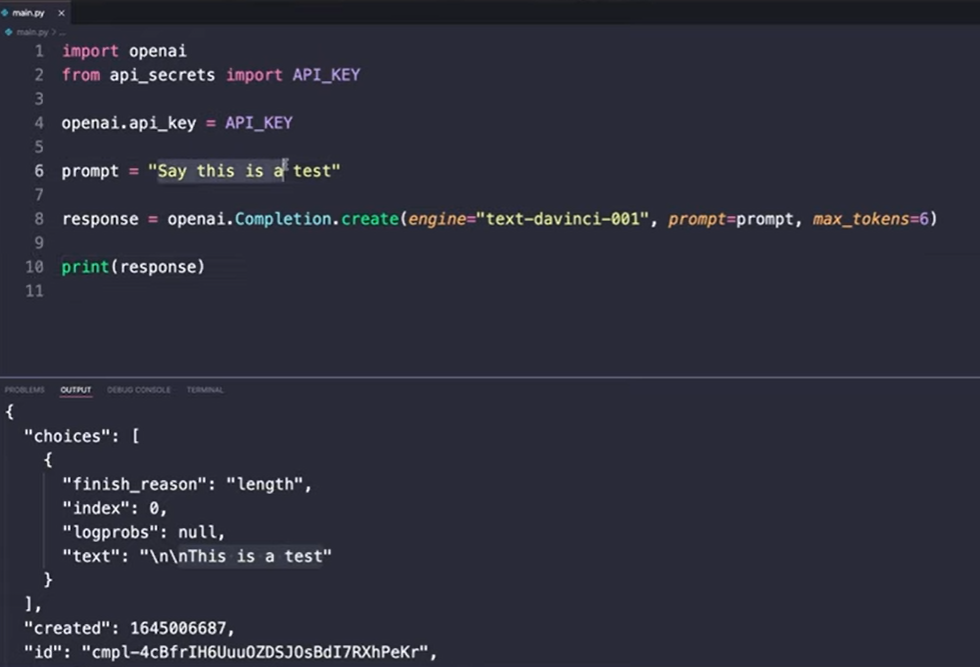 main.py ×
main.py > ...
1 import openai
2 from api_secrets import API_KEY
3
4 openai.api_key = API_KEY
5
6 prompt = "Say this is a test"
7
8 response = openai.Completion.create(engine="text-davinci-001", prompt=prompt, max_tokens=6)
9
10 print(response)
11
PROBLEMS OUTPUT DEBUG CONSOLE TERMINAL
{
"choices": [
{
"finish_reason": "length",
"index": 0,
"logprobs": null,
"text": "\n\nThis is a test"
}
],
"created": 1645006687,
"id": "cmpl-4cBfrIH6UuuOZDSJOsBdI7RXhPeKr",